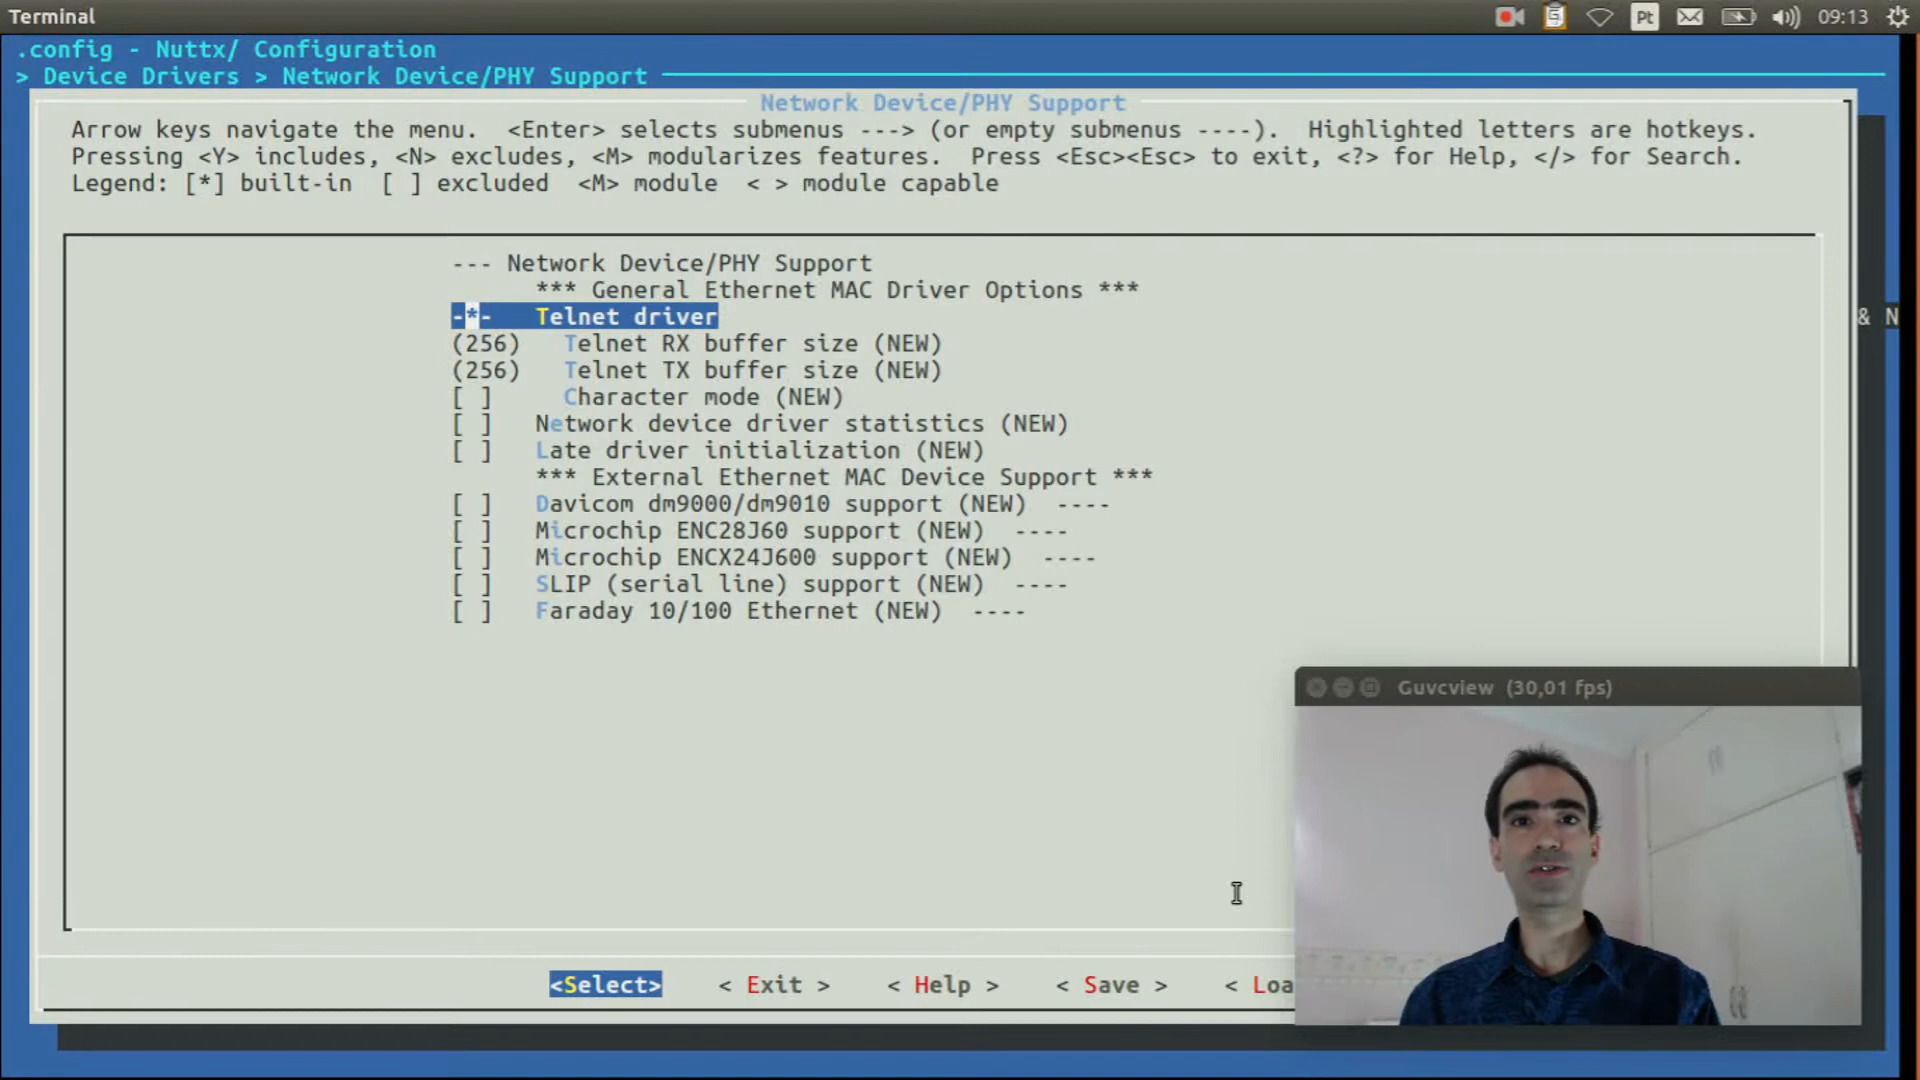 Terminal
Pt
09:13
.config - Nuttx/ Configuration
> Device Drivers > Network Device/PHY Support
Network Device/PHY Support
Arrow keys navigate the menu.  <Enter> selects submenus ---> (or empty submenus ----).  Highlighted letters are hotkeys.
Pressing <Y> includes, <N> excludes, <M> modularizes features.  Press <Esc><Esc> to exit, <?> for Help, </> for Search.
Legend: [*] built-in  [ ] excluded  <M> module  < > module capable
--- Network Device/PHY Support
*** General Ethernet MAC Driver Options ***
-*-   Telnet driver
& N
(256)   Telnet RX buffer size (NEW)
(256)   Telnet TX buffer size (NEW)
[ ]     Character mode (NEW)
[ ]   Network device driver statistics (NEW)
[ ]   Late driver initialization (NEW)
*** External Ethernet MAC Device Support ***
[ ]   Davicom dm9000/dm9010 support (NEW)  ----
[ ]   Microchip ENC28J60 support (NEW)  ----
[ ]   Microchip ENCX24J600 support (NEW)  ----
[ ]   SLIP (serial line) support (NEW)  ----
[ ]   Faraday 10/100 Ethernet (NEW)  ----
Guvcview  (30,01 fps)
<Select>    < Exit >    < Help >    < Save >    < Loa